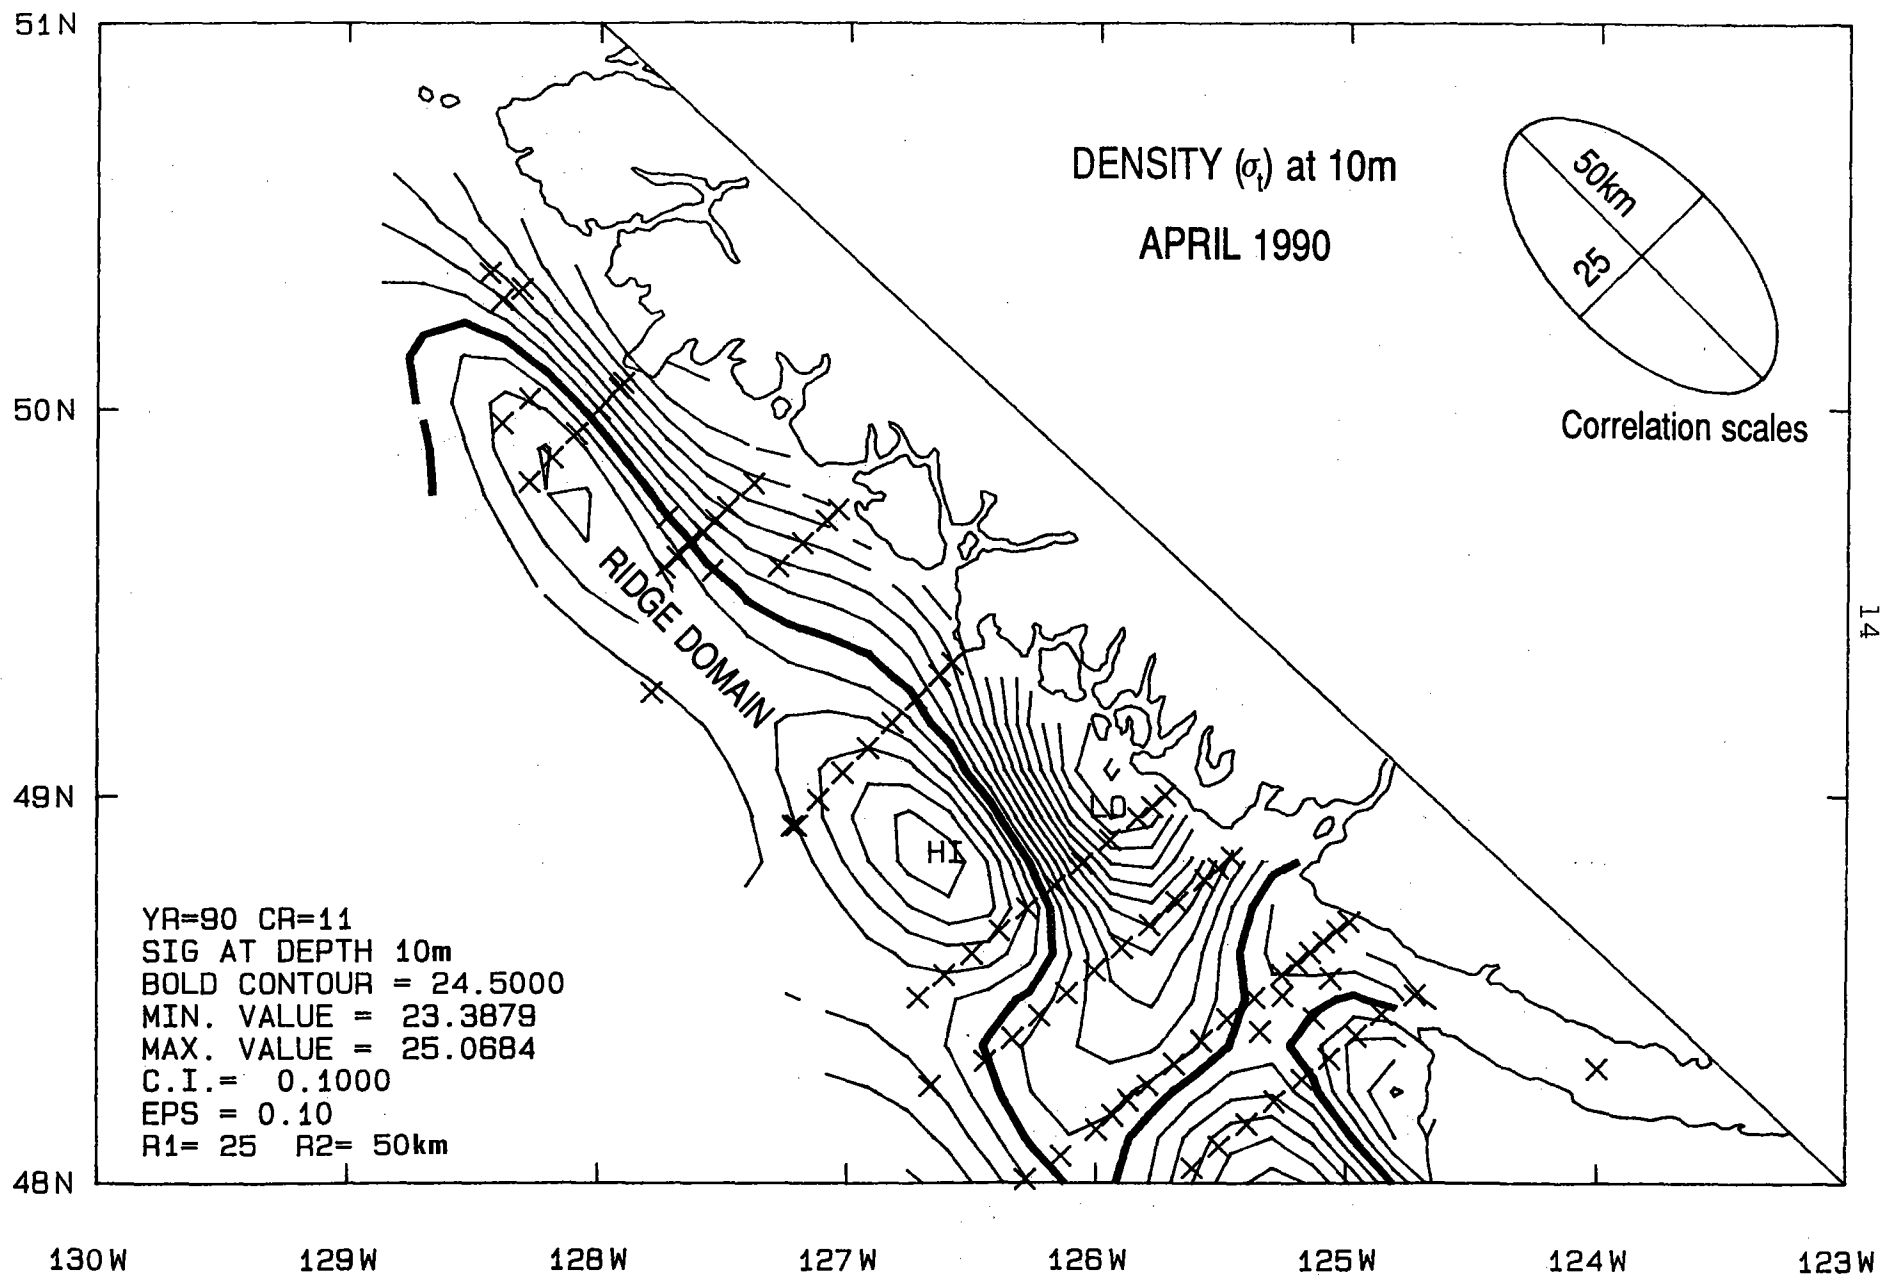 51N
DENSITY (σt) at 10m
APRIL 1990
50km
25
Correlation scales
50N
RIDGE DOMAIN
14
49N
LO
HI
YR=90 CR=11
SIG AT DEPTH 10m
BOLD CONTOUR = 24.5000
MIN. VALUE = 23.3879
MAX. VALUE = 25.0684
C.I.= 0.1000
EPS = 0.10
R1= 25 R2= 50km
48N
130W 129W 128W 127W 126W 125W 124W 123W